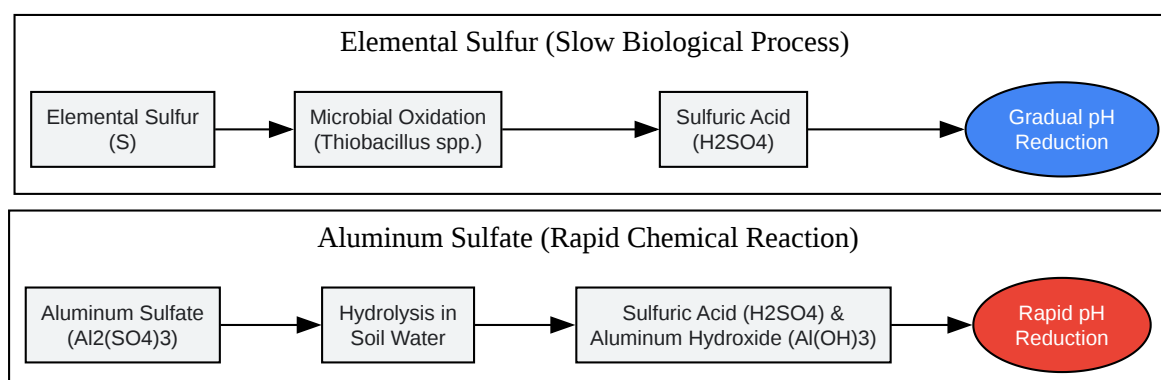 Elemental Sulfur (Slow Biological Process)
Elemental Sulfur
(S)
Microbial Oxidation
(Thiobacillus spp.)
Sulfuric Acid
(H2SO4)
Gradual pH
Reduction
Aluminum Sulfate (Rapid Chemical Reaction)
Aluminum Sulfate
(Al2(SO4)3)
Hydrolysis in
Soil Water
Sulfuric Acid (H2SO4) &
Aluminum Hydroxide (Al(OH)3)
Rapid pH
Reduction